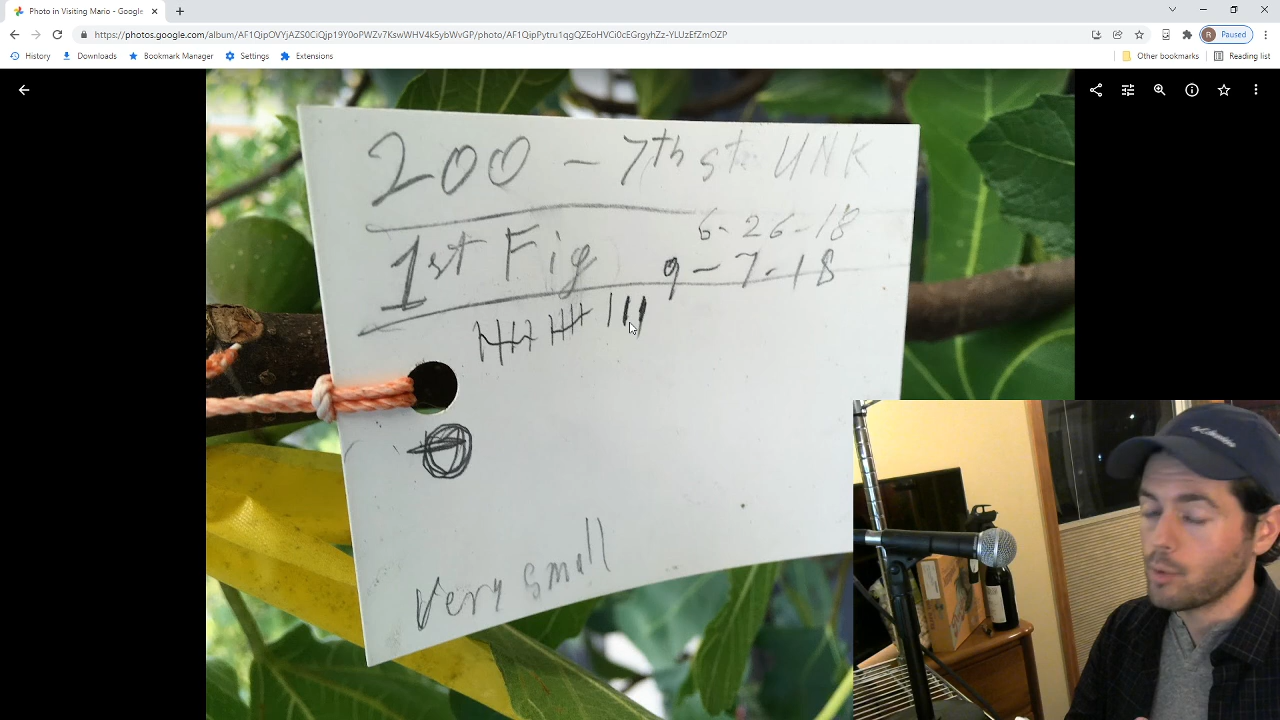 Photo in Visiting Mario - Google
https://photos.google.com/album/AF1QipOVYjAZS0CiQjp19Y0oPWZv7KswWHV4kSybWvGP/photo/AF1QipPytru1qgQZEoHVCi0cEGrgyhZz-YLUzEfZmOZP
Paused
History
Downloads
Bookmark Manager
Settings
Extensions
Other bookmarks
Reading list
200 - 7th st. UNK
6-26-18
1st Fig 9-7-18
Very small